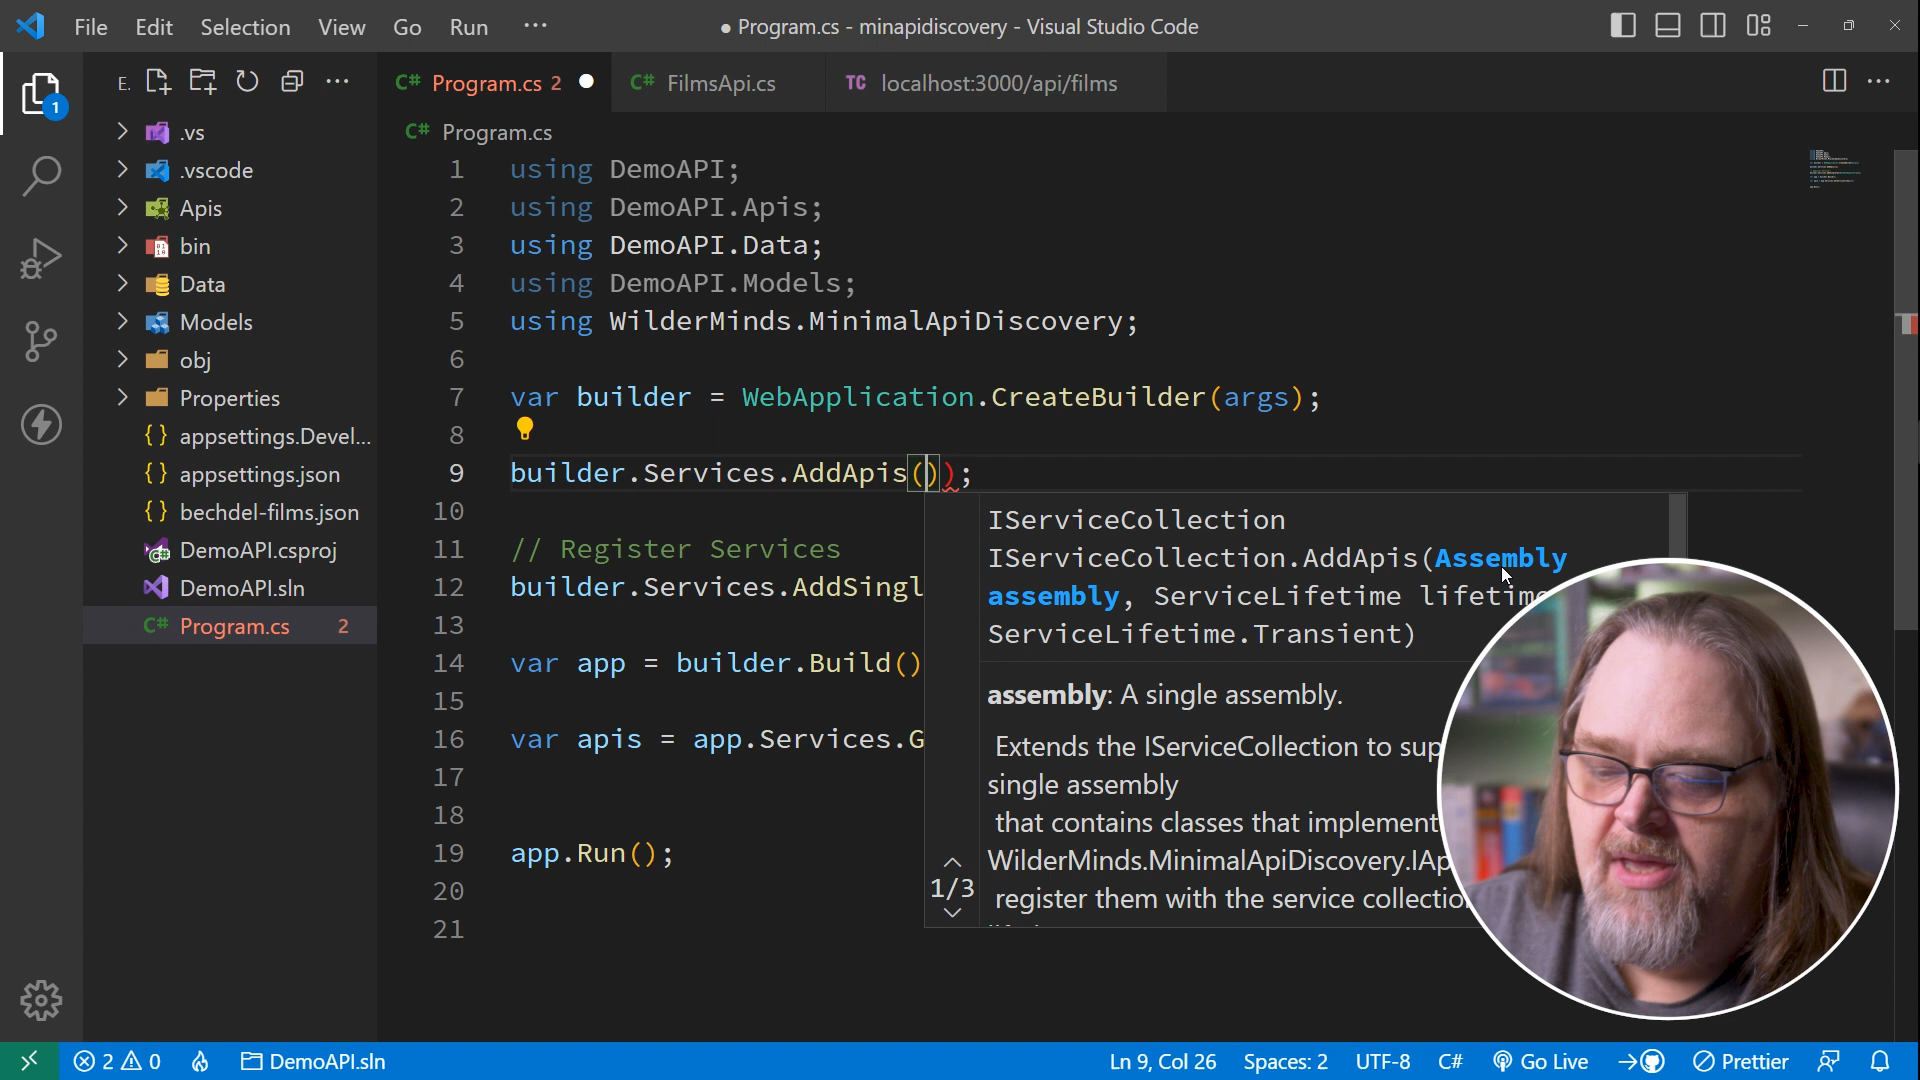 File Edit Selection View Go Run ···
● Program.cs - minapidiscovery - Visual Studio Code
1
E.
C# Program.cs 2 ●
C# FilmsApi.cs
TC localhost:3000/api/films
.vs
.vscode
Apis
bin
Data
Models
obj
Properties
{} appsettings.Devel...
{} appsettings.json
{} bechdel-films.json
DemoAPI.csproj
DemoAPI.sln
C# Program.cs 2
C# Program.cs
1 using DemoAPI;
2 using DemoAPI.Apis;
3 using DemoAPI.Data;
4 using DemoAPI.Models;
5 using WilderMinds.MinimalApiDiscovery;
6
7 var builder = WebApplication.CreateBuilder(args);
8
9 builder.Services.AddApis());
10
11 // Register Services
12 builder.Services.AddSingl
13
14 var app = builder.Build()
15
16 var apis = app.Services.G
17
18
19 app.Run();
20
21
IServiceCollection
IServiceCollection.AddApis(Assembly
assembly, ServiceLifetime lifetime
ServiceLifetime.Transient)
assembly: A single assembly.
Extends the IServiceCollection to sup
single assembly
that contains classes that implement
WilderMinds.MinimalApiDiscovery.IAp
register them with the service collectio
1/3
2 0 DemoAPI.sln
Ln 9, Col 26 Spaces: 2 UTF-8 C# Go Live Prettier